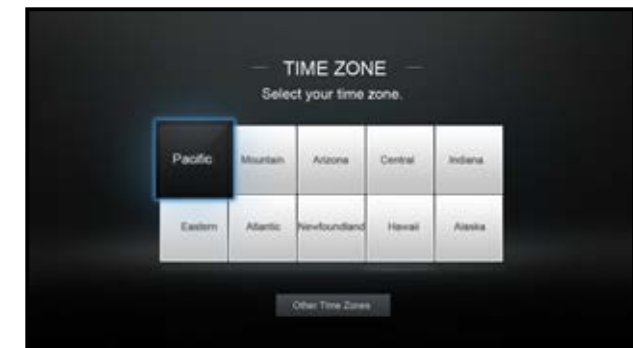 TIME ZONE
Select your time zone.
Pacific Mountain Arizona Central Indiana
Eastern Atlantic Newfoundland Hawaii Alaska
Other Time Zones